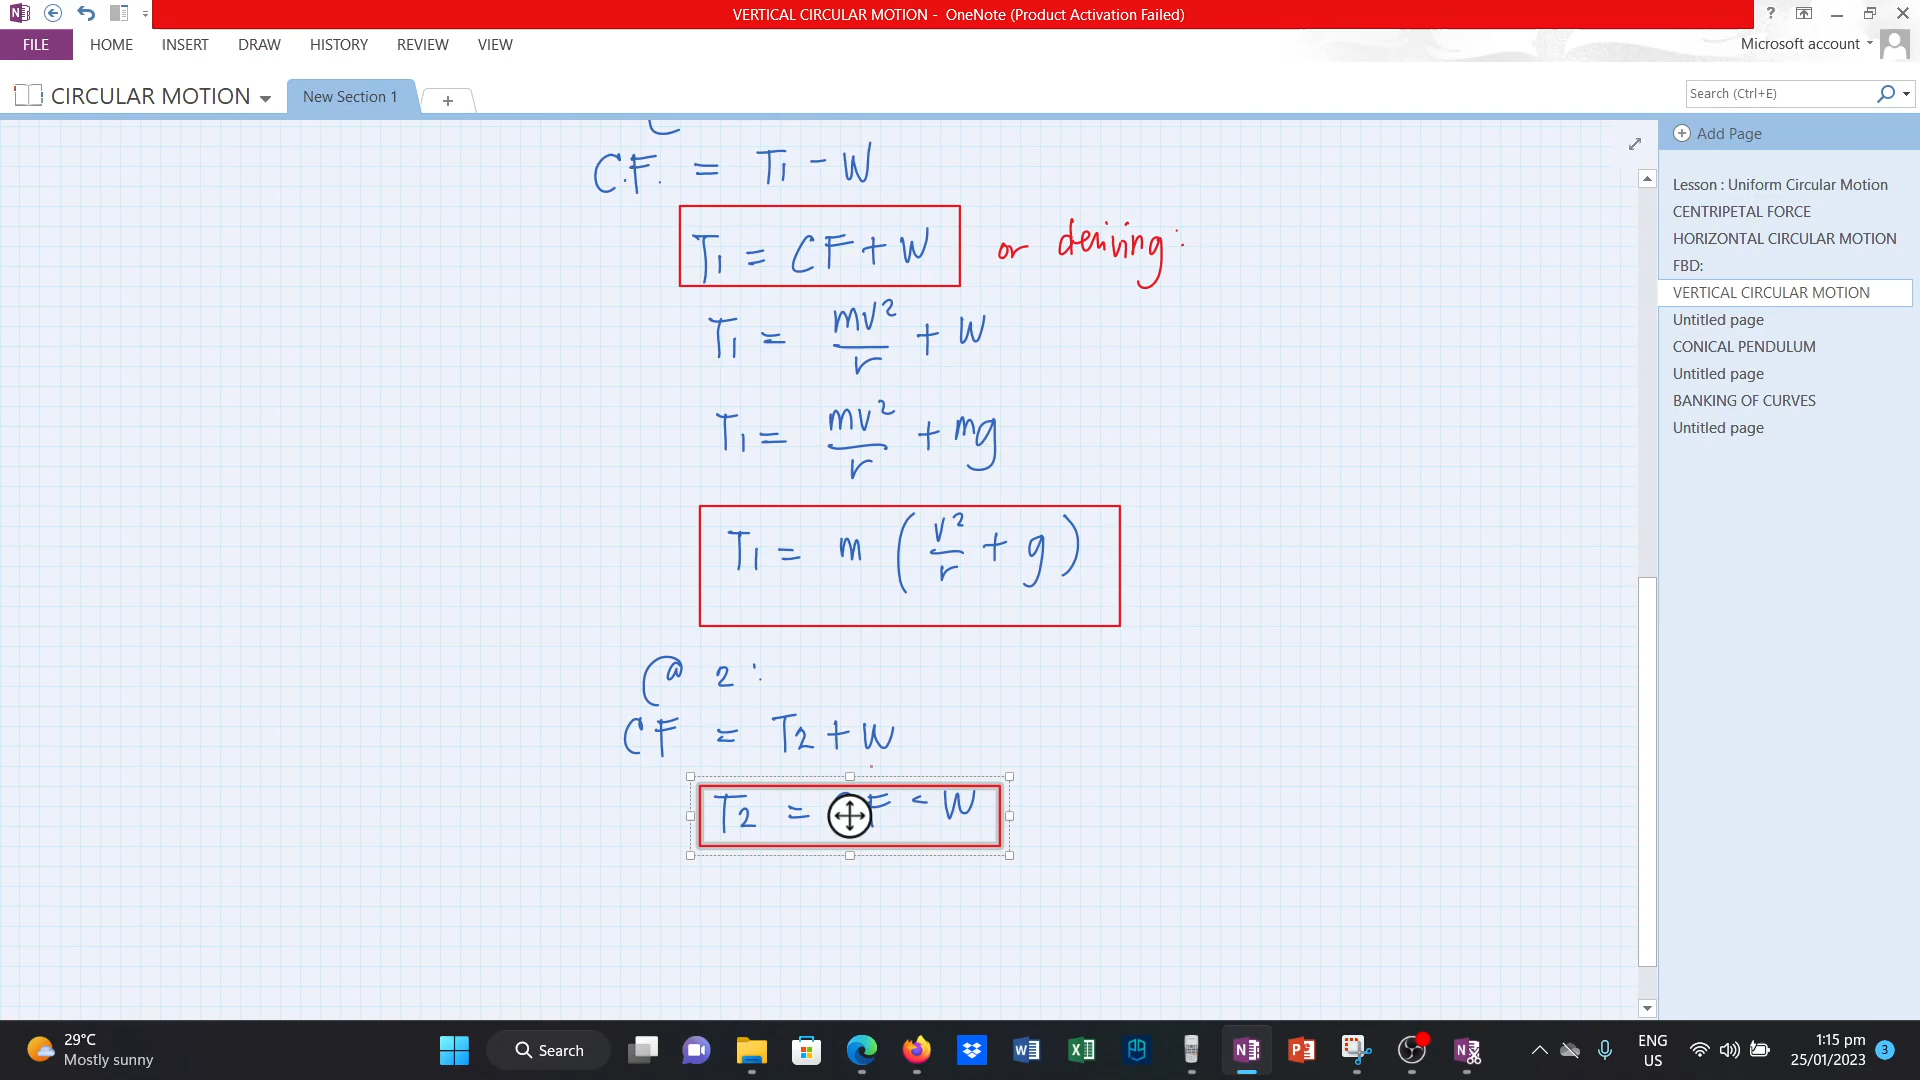 VERTICAL CIRCULAR MOTION - OneNote (Product Activation Failed)
?
FILE HOME INSERT DRAW HISTORY REVIEW VIEW
Microsoft account
CIRCULAR MOTION
New Section 1
+
Search (Ctrl+E)
Add Page
Lesson : Uniform Circular Motion
CENTRIPETAL FORCE
HORIZONTAL CIRCULAR MOTION
FBD:
VERTICAL CIRCULAR MOTION
Untitled page
CONICAL PENDULUM
Untitled page
BANKING OF CURVES
Untitled page
C.F. = T1 - W
T1 = CF + W or deriving:
T1 = mv²/r + W
T1 = mv²/r + mg
T1 = m (v²/r + g)
@ 2:
CF = T2 + W
T2 = CF - W
29°C
Mostly sunny
Search
ENG
US
1:15 pm
25/01/2023
3